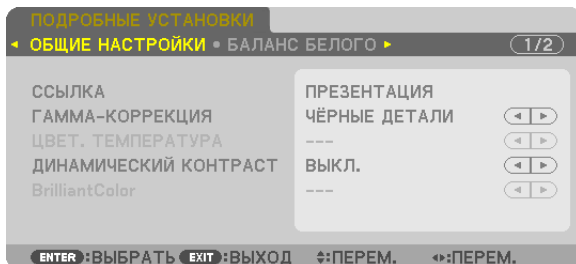 ПОДРОБНЫЕ УСТАНОВКИ
ОБЩИЕ НАСТРОЙКИ • БАЛАНС БЕЛОГО 1/2
ССЫЛКА ПРЕЗЕНТАЦИЯ
ГАММА-КОРРЕКЦИЯ ЧЁРНЫЕ ДЕТАЛИ
ЦВЕТ. ТЕМПЕРАТУРА ---
ДИНАМИЧЕСКИЙ КОНТРАСТ ВЫКЛ.
BrilliantColor ---
ENTER :ВЫБРАТЬ EXIT :ВЫХОД :ПЕРЕМ. :ПЕРЕМ.